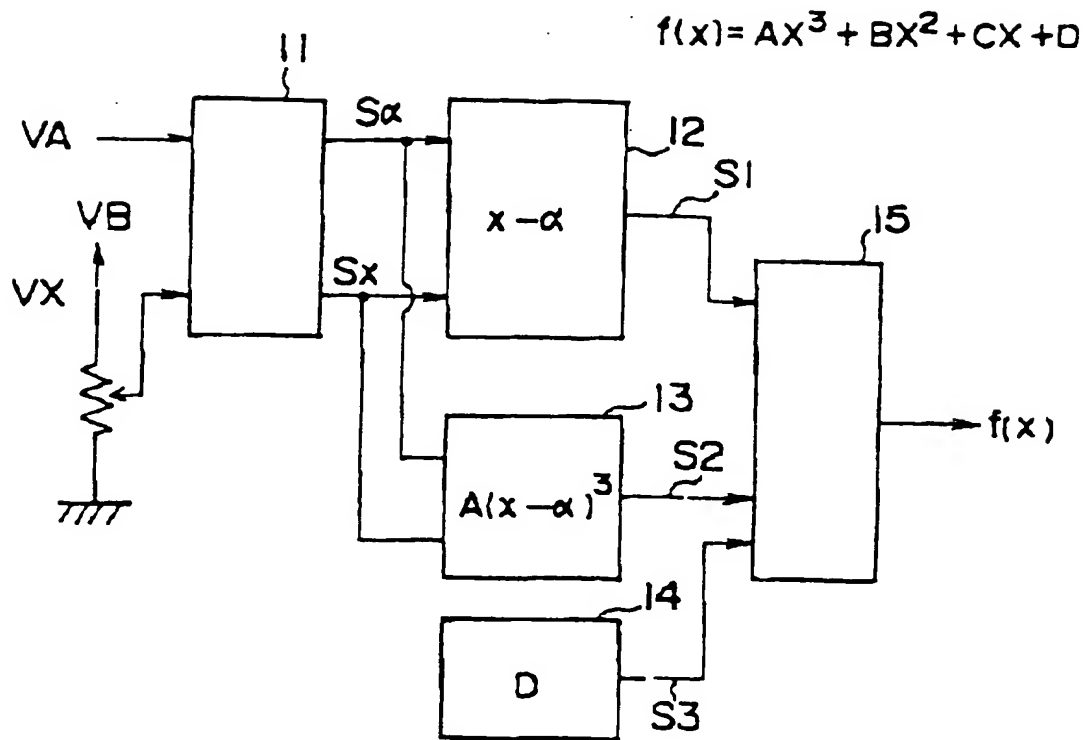 f(x) = AX³ + BX² + CX + D
11
VA
Sα
12
S1
VB
x - α
15
VX
Sx
13
f(x)
S2
A(x - α)³
14
D
S3